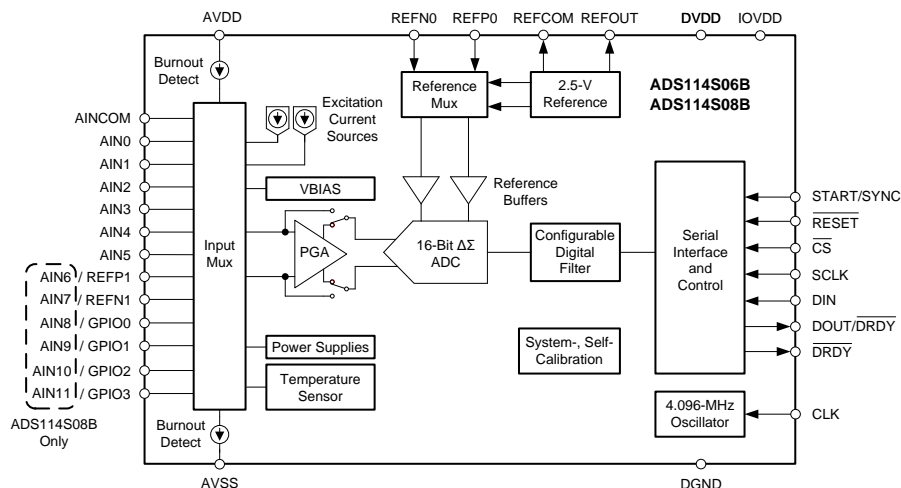 AVDD
REFN0
REFP0
REFCOM
REFOUT
DVDD
IOVDD
Burnout
Detect
Reference
Mux
2.5-V
Reference
ADS114S06B
ADS114S08B
Excitation
Current
Sources
AINCOM
AIN0
AIN1
AIN2
AIN3
AIN4
AIN5
AIN6 / REFP1
AIN7 / REFN1
AIN8 / GPIO0
AIN9 / GPIO1
AIN10 / GPIO2
AIN11 / GPIO3
ADS114S08B
Only
Input
Mux
VBIAS
PGA
Reference
Buffers
16-Bit ΔΣ
ADC
Configurable
Digital
Filter
Serial
Interface
and
Control
START/SYNC
RESET
CS
SCLK
DIN
DOUT/DRDY
DRDY
Power Supplies
Temperature
Sensor
System-, Self-
Calibration
4.096-MHz
Oscillator
CLK
Burnout
Detect
AVSS
DGND